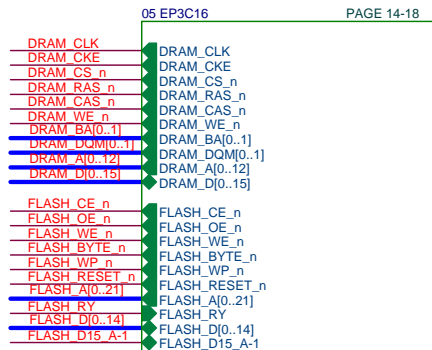 05 EP3C16 PAGE 14-18
DRAM_CLK DRAM_CLK
DRAM_CKE DRAM_CKE
DRAM_CS_n DRAM_CS_n
DRAM_RAS_n DRAM_RAS_n
DRAM_CAS_n DRAM_CAS_n
DRAM_WE_n DRAM_WE_n
DRAM_BA[0..1] DRAM_BA[0..1]
DRAM_DQM[0..1] DRAM_DQM[0..1]
DRAM_A[0..12] DRAM_A[0..12]
DRAM_D[0..15] DRAM_D[0..15]
FLASH_CE_n FLASH_CE_n
FLASH_OE_n FLASH_OE_n
FLASH_WE_n FLASH_WE_n
FLASH_BYTE_n FLASH_BYTE_n
FLASH_WP_n FLASH_WP_n
FLASH_RESET_n FLASH_RESET_n
FLASH_A[0..21] FLASH_A[0..21]
FLASH_RY FLASH_RY
FLASH_D[0..14] FLASH_D[0..14]
FLASH_D15_A-1 FLASH_D15_A-1